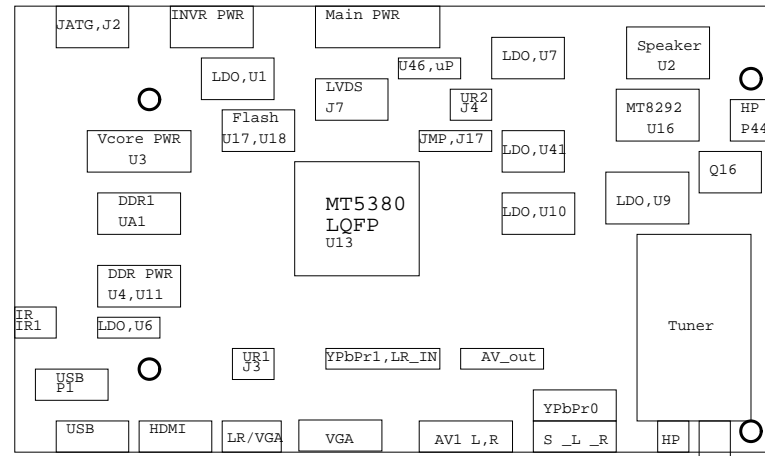 JATG,J2
INVR PWR
Main PWR
LDO,U1
U46,uP
LDO,U7
Speaker
U2
LVDS
J7
UR2
J4
MT8292
U16
HP
P44
Flash
U17,U18
Vcore PWR
U3
JMP,J17
LDO,U41
Q16
DDR1
UA1
MT5380
LQFP
U13
LDO,U10
LDO,U9
DDR PWR
U4,U11
IR
IR1
LDO,U6
Tuner
UR1
J3
YPbPr1,LR_IN
AV_out
USB
P1
YPbPr0
USB
HDMI
LR/VGA
VGA
AV1 L,R
S _L _R
HP